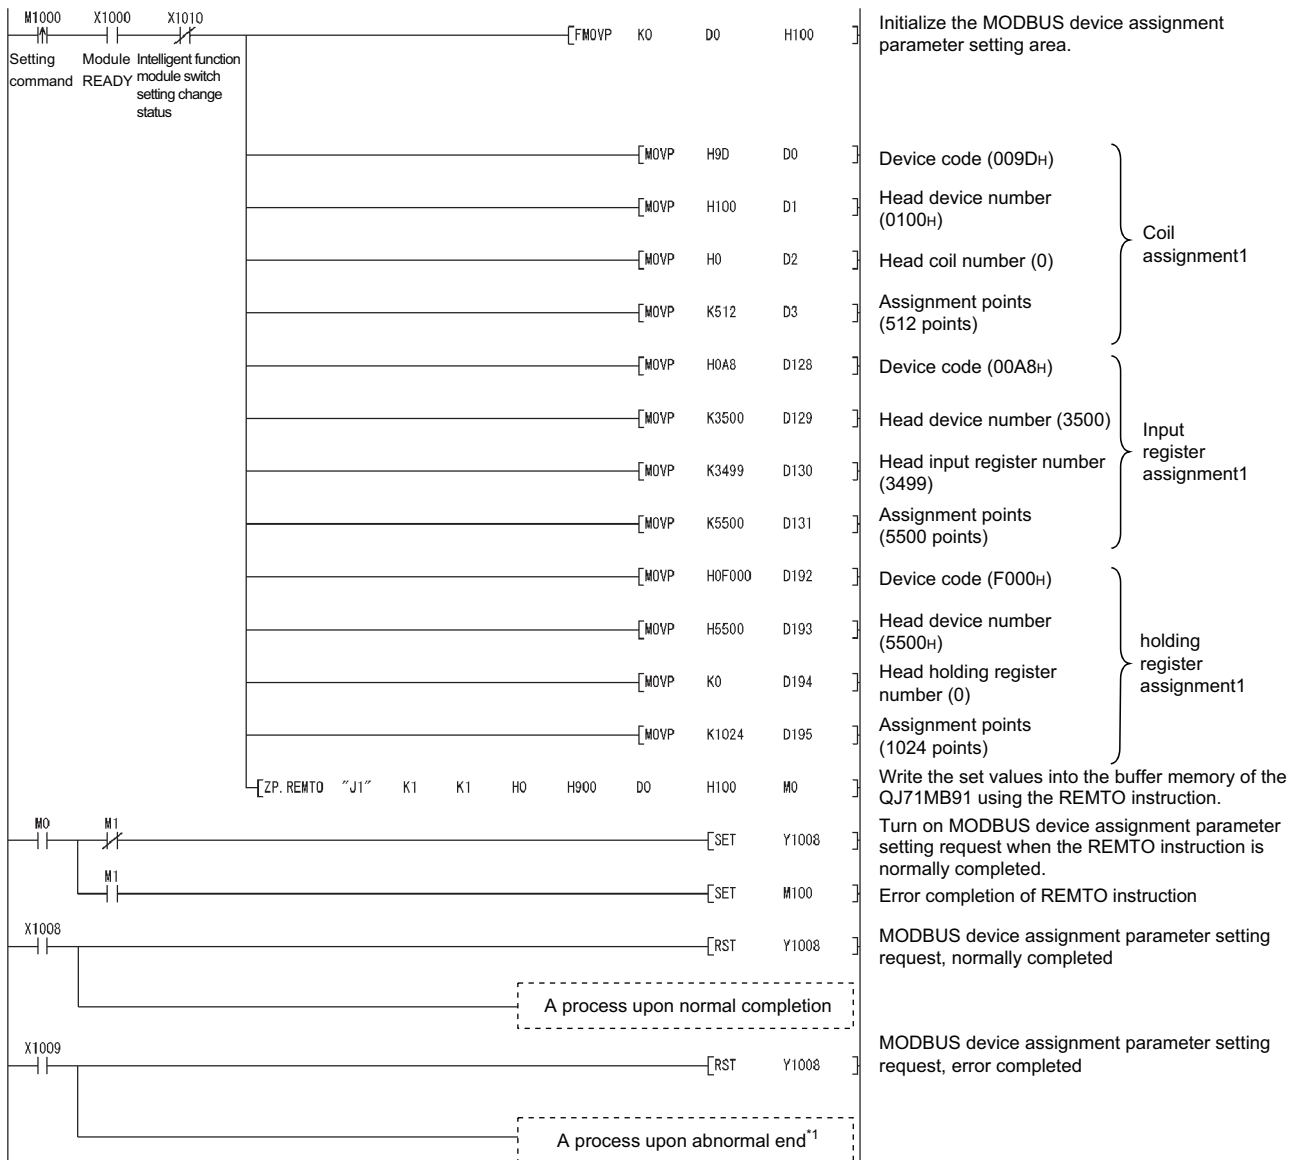 M1000 X1000 X1010
[FMOVP K0 D0 H100 ]
Initialize the MODBUS device assignment
parameter setting area.
Setting
command
Module
READY
Intelligent function
module switch
setting change
status
[MOVP H9D D0 ]
Device code (009DH)
[MOVP H100 D1 ]
Head device number
(0100H)
[MOVP H0 D2 ]
Head coil number (0)
[MOVP K512 D3 ]
Assignment points
(512 points)
Coil
assignment1
[MOVP H0A8 D128 ]
Device code (00A8H)
[MOVP K3500 D129 ]
Head device number (3500)
[MOVP K3499 D130 ]
Head input register number
(3499)
[MOVP K5500 D131 ]
Assignment points
(5500 points)
Input
register
assignment1
[MOVP H0F000 D192 ]
Device code (F000H)
[MOVP H5500 D193 ]
Head device number
(5500H)
[MOVP K0 D194 ]
Head holding register
number (0)
[MOVP K1024 D195 ]
Assignment points
(1024 points)
holding
register
assignment1
[ZP.REMTO "J1" K1 K1 H0 H900 D0 H100 M0 ]
Write the set values into the buffer memory of the
QJ71MB91 using the REMTO instruction.
M0 M1
[SET Y1008 ]
Turn on MODBUS device assignment parameter
setting request when the REMTO instruction is
normally completed.
M1
[SET M100 ]
Error completion of REMTO instruction
X1008
[RST Y1008 ]
MODBUS device assignment parameter setting
request, normally completed
A process upon normal completion
X1009
[RST Y1008 ]
MODBUS device assignment parameter setting
request, error completed
A process upon abnormal end*1